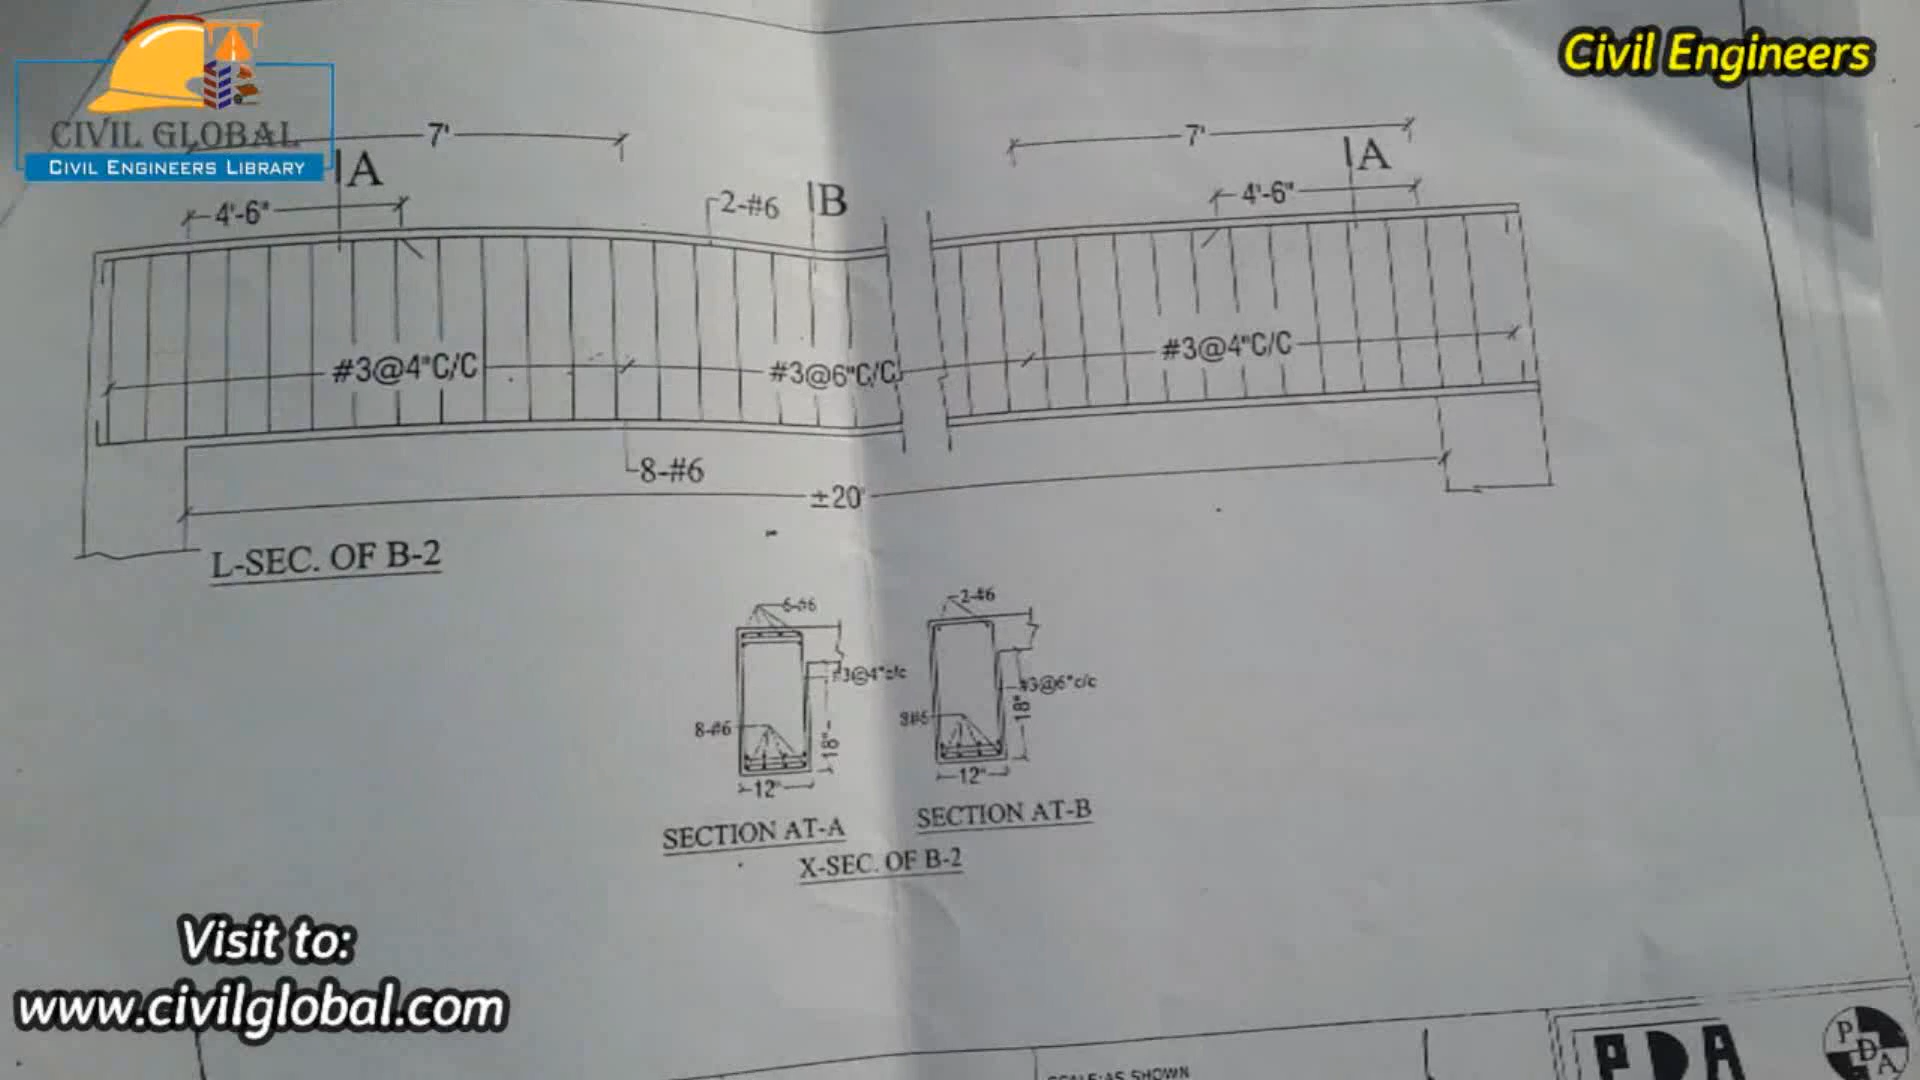 Civil Engineers
CIVIL GLOBAL
CIVIL ENGINEERS LIBRARY
7'
7'
A
A
4'-6"
2-#6
B
4'-6"
#3@4"C/C
#3@6"C/C
#3@4"C/C
8-#6
±20'
L-SEC. OF B-2
6-#6
2-#6
#3@4"c/c
#3@6"c/c
8-#6
8#6
18"
18"
12"
12"
SECTION AT-A
SECTION AT-B
X-SEC. OF B-2
Visit to:
www.civilglobal.com
SCALE:AS SHOWN
PDA
PDA